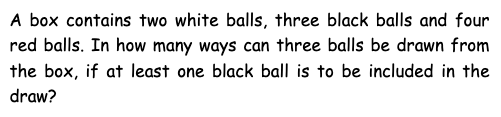 A box contains two white balls, three black balls and four
red balls. In how many ways can three balls be drawn from
the box, if at least one black ball is to be included in the
draw?